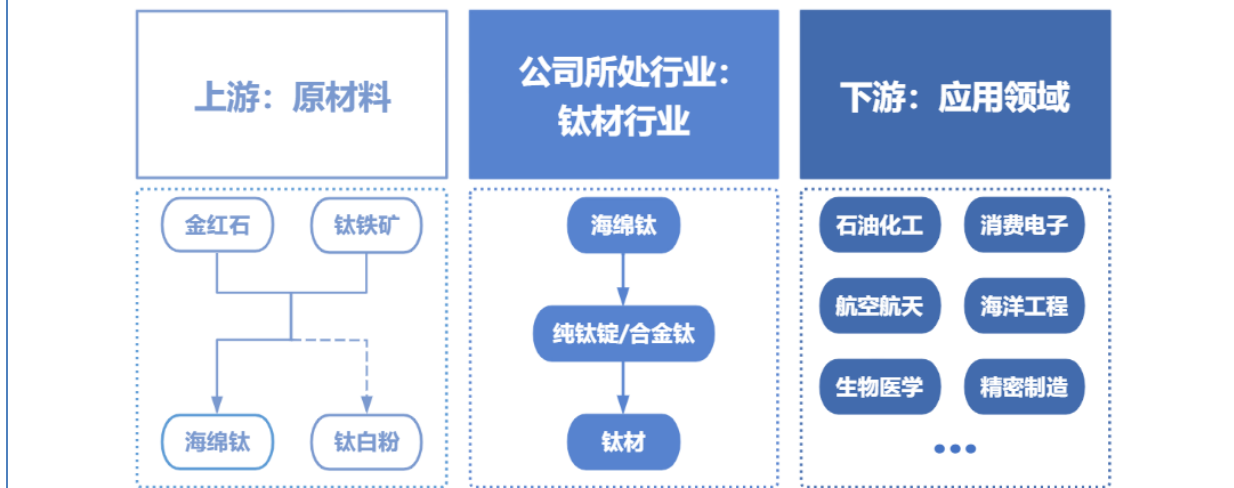 上游：原材料
公司所处行业：
钛材行业
下游：应用领域
金红石
钛铁矿
海绵钛
钛白粉
海绵钛
纯钛锭/合金钛
钛材
石油化工
消费电子
航空航天
海洋工程
生物医学
精密制造
•••